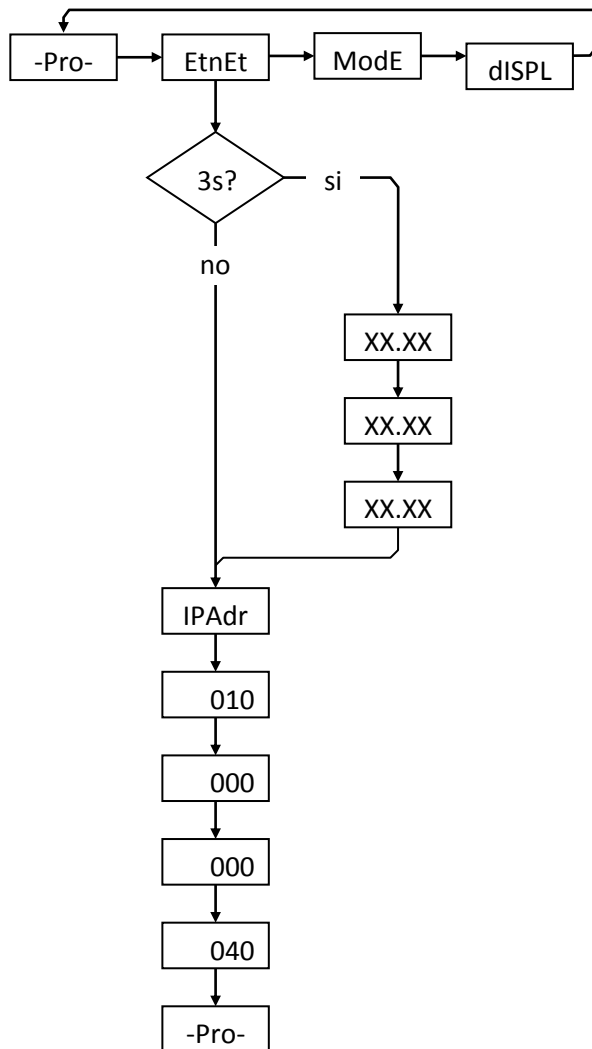 -Pro-
EtnEt
ModE
dISPL
3s?
si
no
XX.XX
XX.XX
XX.XX
IPAdr
010
000
000
040
-Pro-